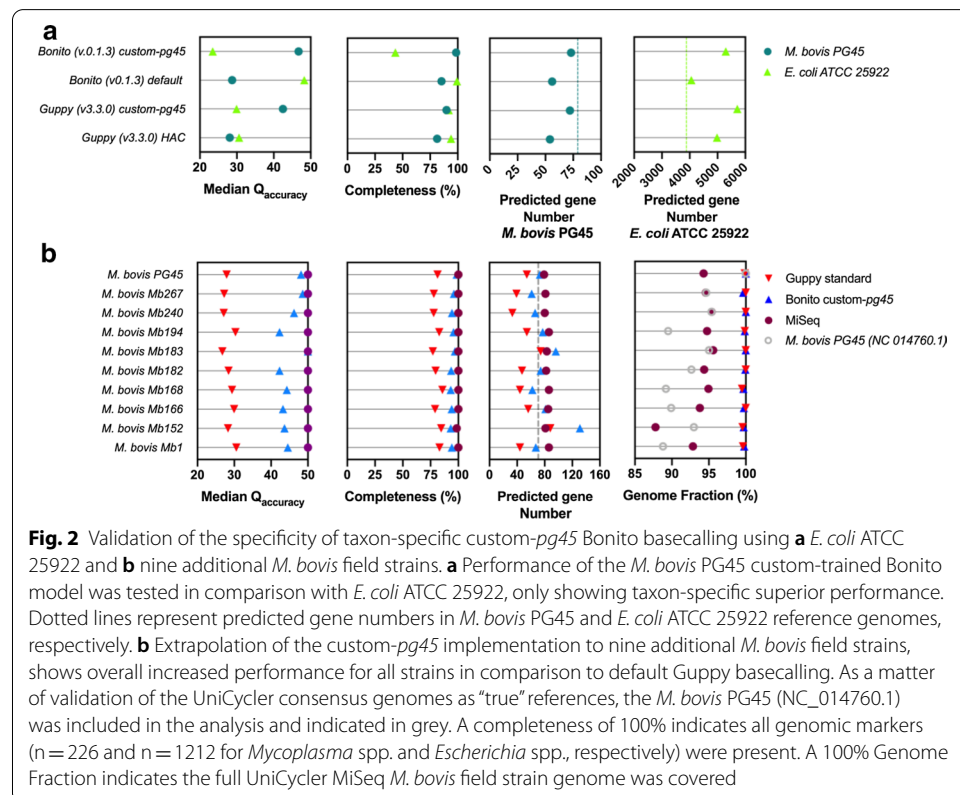 a
Bonito (v.0.1.3) custom-pg45
Bonito (v0.1.3) default
Guppy (v3.3.0) custom-pg45
Guppy (v3.3.0) HAC
20 30 40 50
Median Qaccuracy
0 20 40 60 80 100
Completeness (%)
0 25 50 75 100
Predicted gene
Number
M. bovis PG45
2000 3000 4000 5000 6000
Predicted gene
Number
E. coli ATCC 25922
M. bovis PG45
E. coli ATCC 25922
b
M. bovis PG45
M. bovis Mb267
M. bovis Mb240
M. bovis Mb194
M. bovis Mb183
M. bovis Mb182
M. bovis Mb168
M. bovis Mb166
M. bovis Mb152
M. bovis Mb1
20 30 40 50
Median Qaccuracy
0 20 40 60 80 100
Completeness (%)
0 40 80 120 160
Predicted gene
Number
85 90 95 100
Genome Fraction (%)
Guppy standard
Bonito custom-pg45
MiSeq
M. bovis PG45 (NC 014760.1)
Fig. 2 Validation of the specificity of taxon-specific custom-pg45 Bonito basecalling using a E. coli ATCC
25922 and b nine additional M. bovis field strains. a Performance of the M. bovis PG45 custom-trained Bonito
model was tested in comparison with E. coli ATCC 25922, only showing taxon-specific superior performance.
Dotted lines represent predicted gene numbers in M. bovis PG45 and E. coli ATCC 25922 reference genomes,
respectively. b Extrapolation of the custom-pg45 implementation to nine additional M. bovis field strains,
shows overall increased performance for all strains in comparison to default Guppy basecalling. As a matter
of validation of the UniCycler consensus genomes as “true” references, the M. bovis PG45 (NC_014760.1)
was included in the analysis and indicated in grey. A completeness of 100% indicates all genomic markers
(n = 226 and n = 1212 for Mycoplasma spp. and Escherichia spp., respectively) were present. A 100% Genome
Fraction indicates the full UniCycler MiSeq M. bovis field strain genome was covered